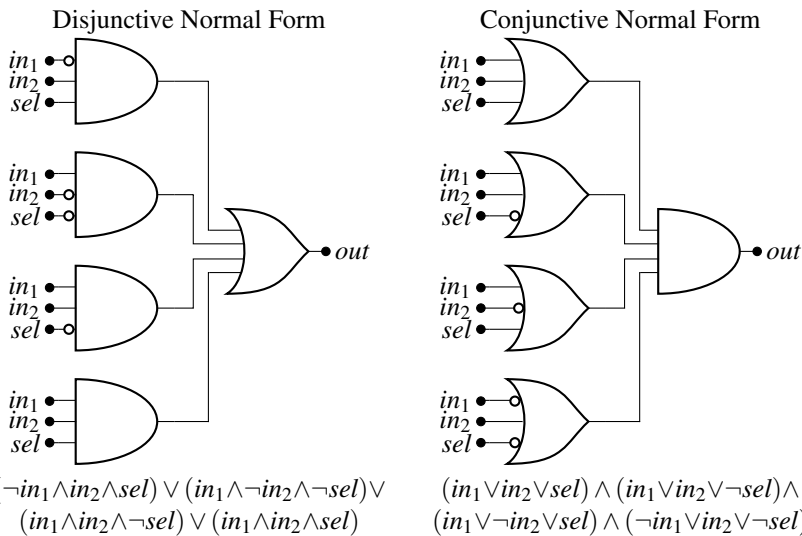 Disjunctive Normal Form
in₁
in₂
sel
in₁
in₂
sel
in₁
in₂
sel
in₁
in₂
sel
out
¬in₁∧in₂∧sel) ∨ (in₁∧¬in₂∧¬sel)∨
(in₁∧in₂∧¬sel) ∨ (in₁∧in₂∧sel)
Conjunctive Normal Form
in₁
in₂
sel
in₁
in₂
sel
in₁
in₂
sel
in₁
in₂
sel
out
(in₁∨in₂∨sel) ∧ (in₁∨in₂∨¬sel)∧
(in₁∨¬in₂∨sel) ∧ (¬in₁∨in₂∨¬sel)